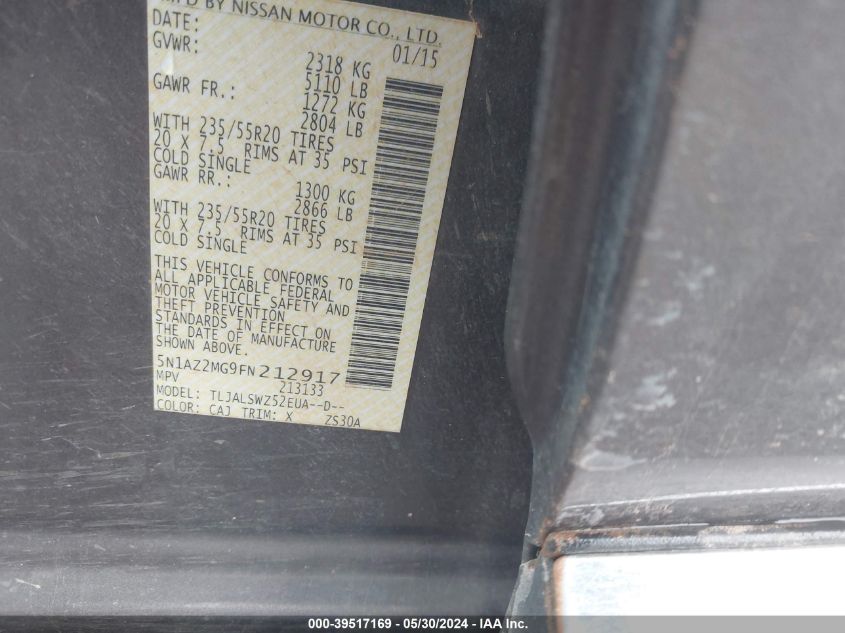 MFD BY NISSAN MOTOR CO., LTD.
DATE: 01/15
GVWR: 2318 KG
5110 LB
GAWR FR.: 1272 KG
2804 LB
WITH 235/55R20 TIRES
20 X 7.5 RIMS AT 35 PSI
COLD SINGLE
GAWR RR.: 1300 KG
2866 LB
WITH 235/55R20 TIRES
20 X 7.5 RIMS AT 35 PSI
COLD SINGLE
THIS VEHICLE CONFORMS TO
ALL APPLICABLE FEDERAL
MOTOR VEHICLE SAFETY AND
THEFT PREVENTION
STANDARDS IN EFFECT ON
THE DATE OF MANUFACTURE
SHOWN ABOVE.
5N1AZ2MG9FN212917
MPV 213133
MODEL: TLJALSWZ52EUA--D--
COLOR: CAJ TRIM: X ZS30A
000-39517169 - 05/30/2024 - IAA Inc.